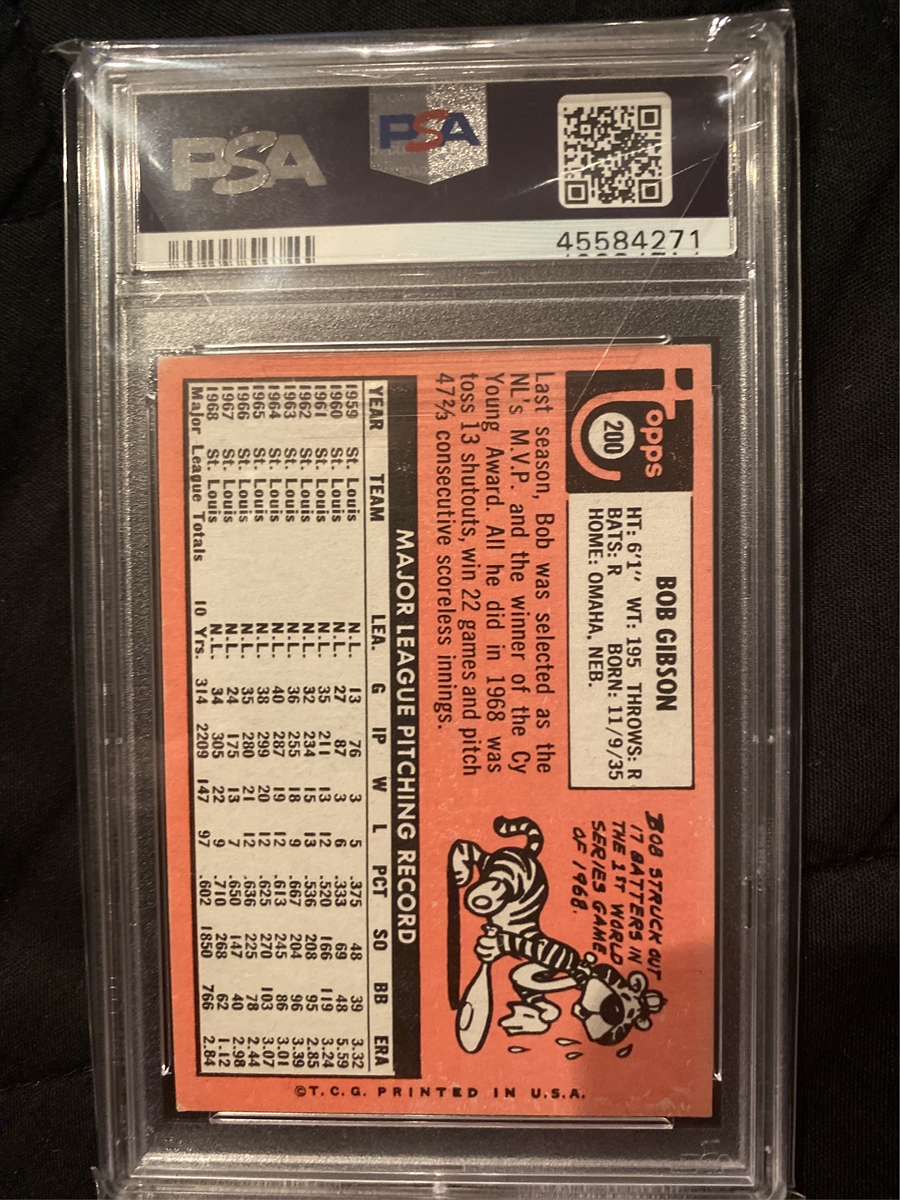 PSA
PSA
45584271
Topps
200
BOB GIBSON
HT: 6'1" WT: 195 THROWS: R
BATS: R BORN: 11/9/35
HOME: OMAHA, NEB.
Last season, Bob was selected as the
NL's M.V.P. and the winner of the Cy
Young Award. All he did in 1968 was
toss 13 shutouts, win 22 games and pitch
47⅔ consecutive scoreless innings.
BOB STRUCK OUT
17 BATTERS IN
THE 1ST WORLD
SERIES GAME
OF 1968.
MAJOR LEAGUE PITCHING RECORD
YEAR TEAM LEA. G IP W L PCT SO BB ERA
1959 St. Louis N.L. 13 76 3 5 .375 48 39 3.32
1960 St. Louis N.L. 27 87 3 6 .333 69 48 5.59
1961 St. Louis N.L. 35 211 13 12 .520 166 119 3.24
1962 St. Louis N.L. 32 234 15 13 .536 208 95 2.85
1963 St. Louis N.L. 36 255 18 9 .667 204 96 3.39
1964 St. Louis N.L. 40 287 19 12 .613 245 86 3.01
1965 St. Louis N.L. 38 299 20 12 .625 270 103 3.07
1966 St. Louis N.L. 35 280 21 12 .636 225 78 2.44
1967 St. Louis N.L. 24 175 13 7 .650 147 40 2.98
1968 St. Louis N.L. 34 305 22 9 .710 268 62 1.12
Major League Totals 10 Yrs. 314 2209 147 97 .602 1850 766 2.84
©T.C.G. PRINTED IN U.S.A.